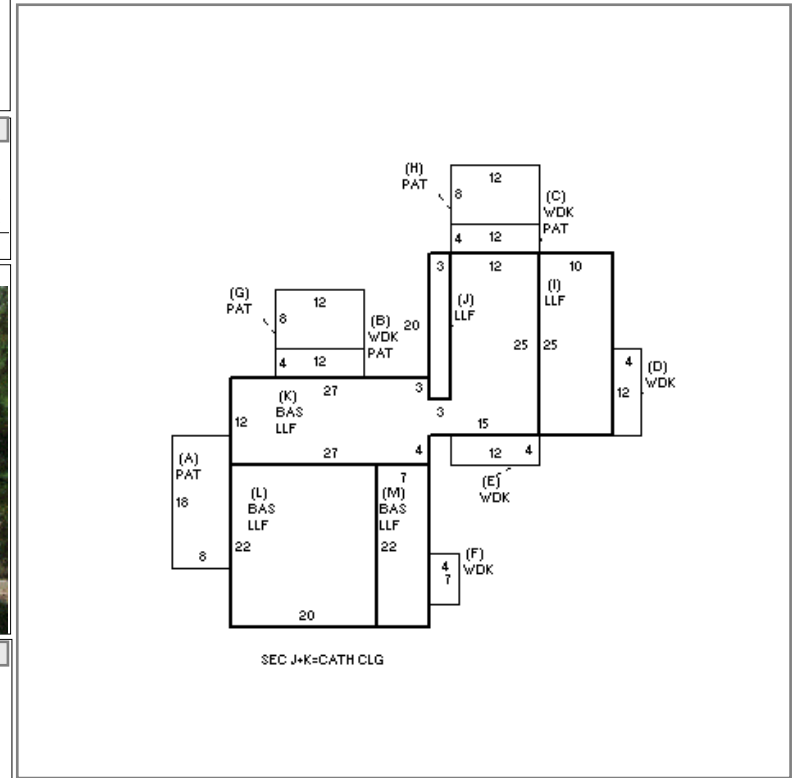 (H)
PAT
12
8
(C)
WDK
PAT
4
12
3
12
10
(J)
LLF
(I)
LLF
20
25
25
(G)
PAT
12
8
(B)
WDK
PAT
4
12
4
12
(D)
WDK
27
3
3
(K)
BAS
LLF
12
15
27
4
12
4
(E)
WDK
(A)
PAT
18
8
(L)
BAS
LLF
22
20
7
(M)
BAS
LLF
22
4
7
(F)
WDK
SEC J+K=CATH CLG